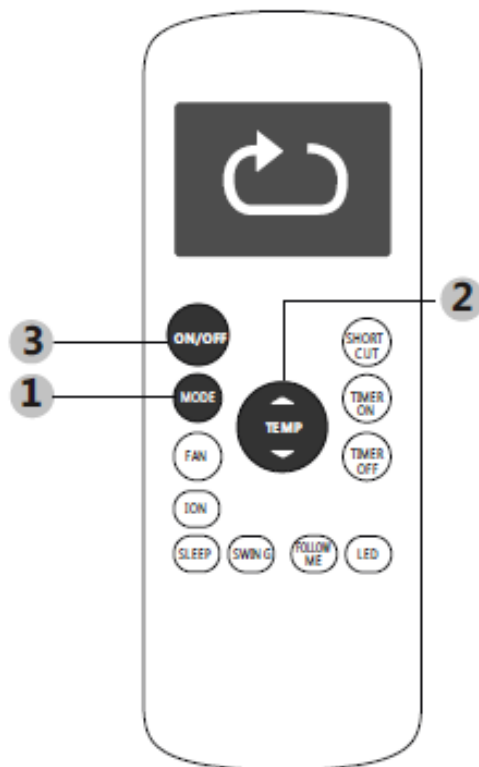 2
ON/OFF
3
SHORT
CUT
1
MODE
TIMER
ON
TEMP
FAN
TIMER
OFF
ION
SLEEP
SWING
FOLLOW
ME
LED